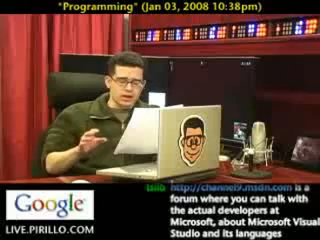 "Programming" (Jan 03, 2008 10:38pm)
Google
LIVE.PIRILLO.COM
tslib http://channel9.msdn.com is a
forum where you can talk with
the actual developers at
Microsoft, about Microsoft Visual
Studio and its languages